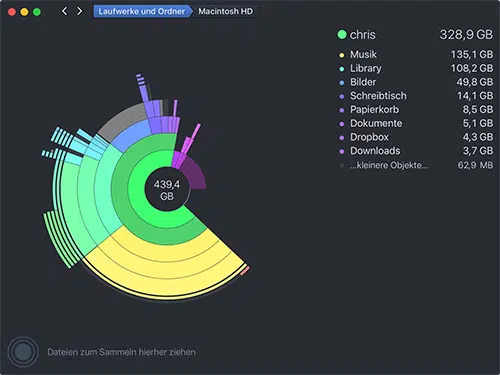 Laufwerke und Ordner Macintosh HD
chris 328,9 GB
Musik 135,1 GB
Library 108,2 GB
Bilder 49,8 GB
Schreibtisch 14,1 GB
Papierkorb 8,5 GB
Dokumente 5,1 GB
Dropbox 4,3 GB
Downloads 3,7 GB
...kleinere Objekte... 62,9 MB
439,4
GB
Dateien zum Sammeln hierher ziehen